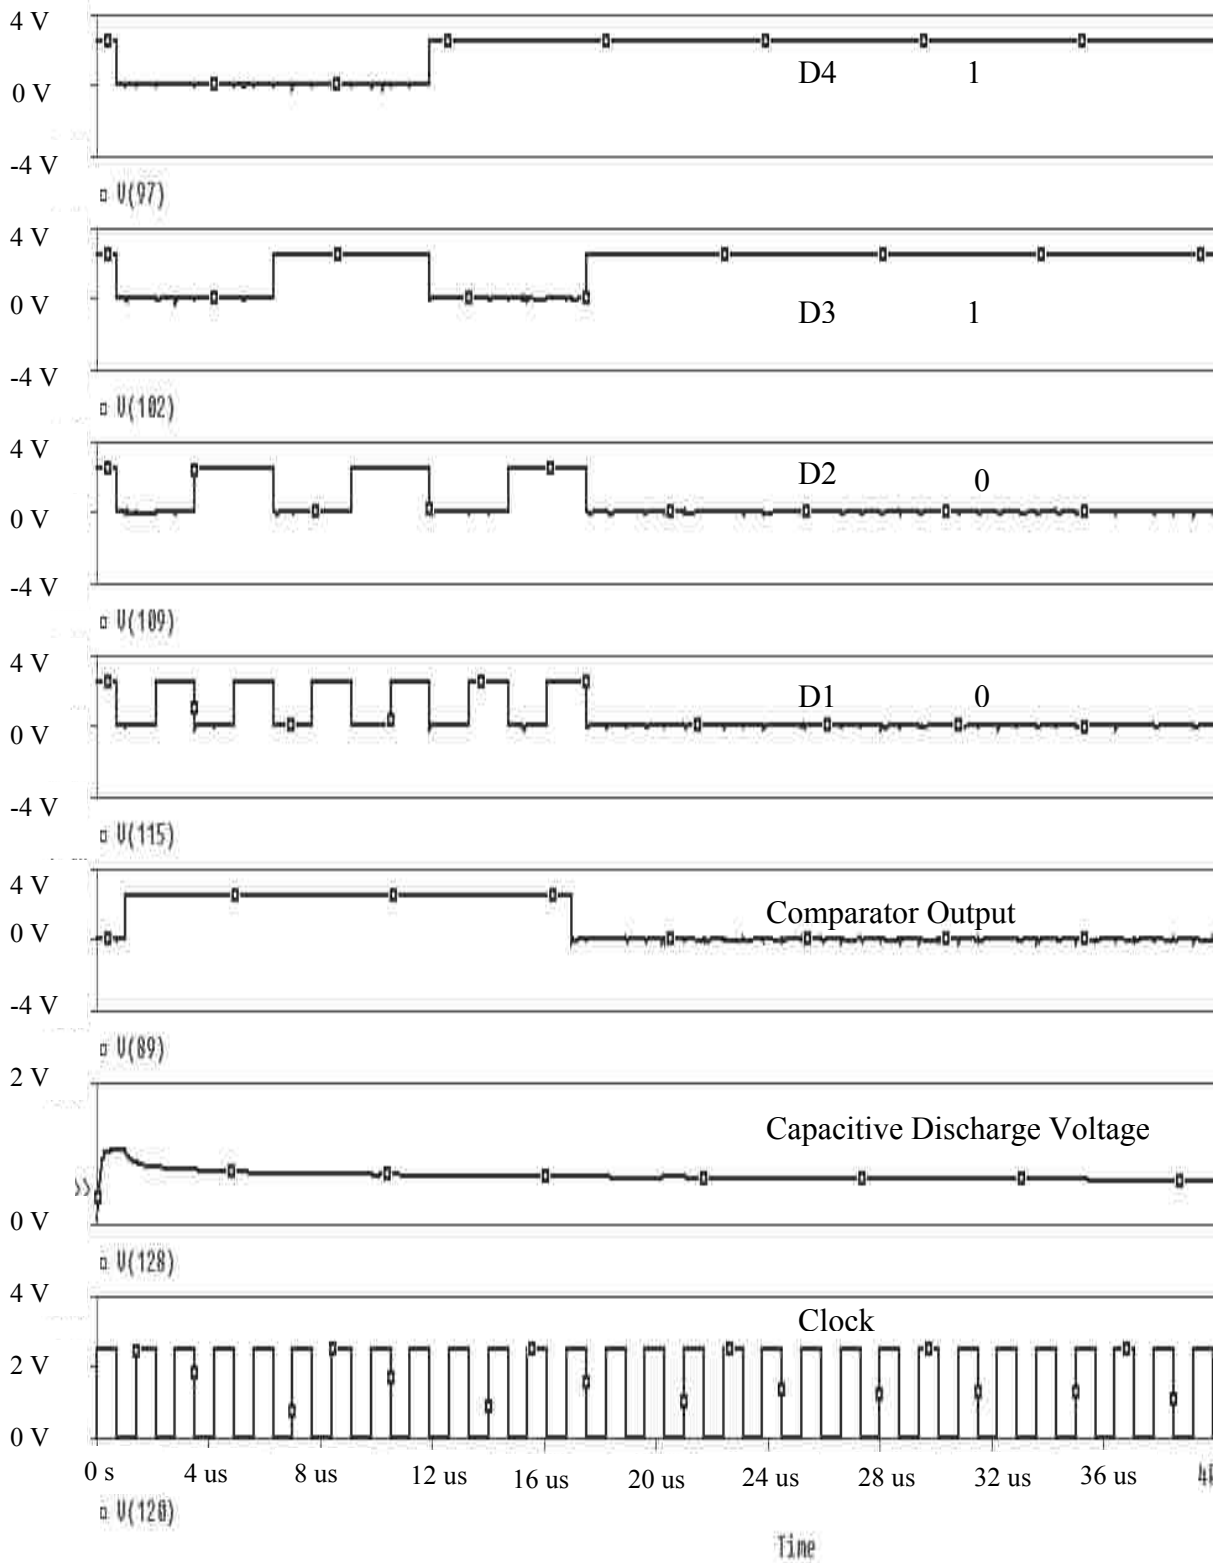 4 V
0 V
-4 V
D4 1
V(97)
4 V
0 V
-4 V
D3 1
V(102)
4 V
0 V
-4 V
D2 0
V(109)
4 V
0 V
-4 V
D1 0
V(115)
4 V
0 V
-4 V
Comparator Output
V(89)
2 V
0 V
Capacitive Discharge Voltage
>>
V(128)
4 V
2 V
0 V
Clock
0 s 4 us 8 us 12 us 16 us 20 us 24 us 28 us 32 us 36 us
V(120)
Time